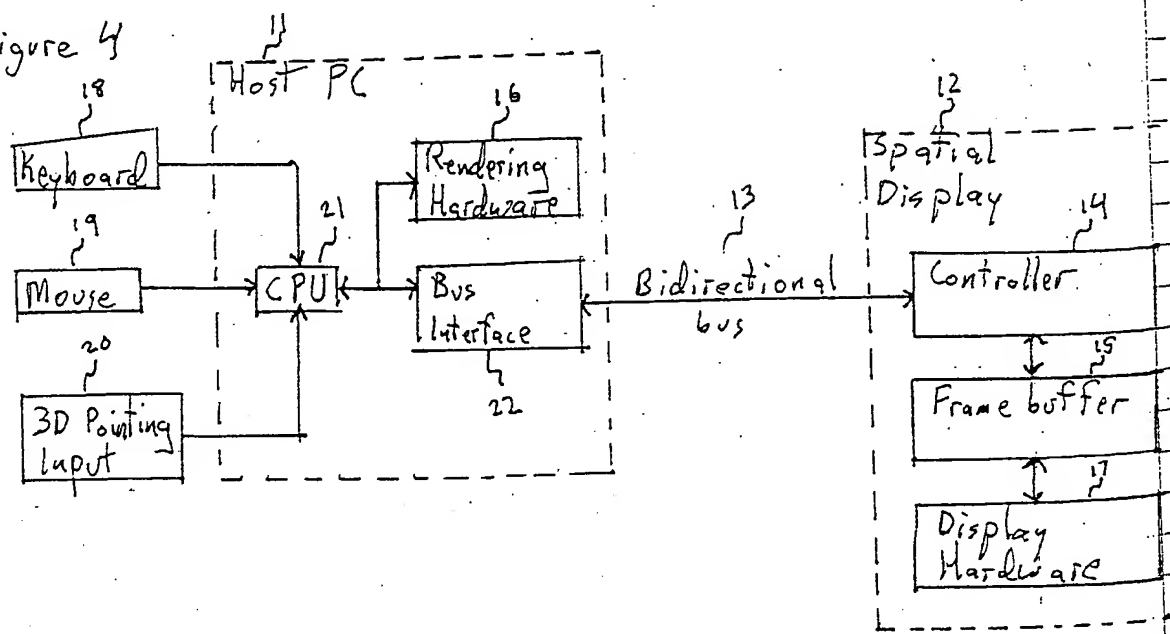 igure 4
11
Host PC
18
Keyboard
16
Rendering
Hardware
12
Spatial
Display
19
Mouse
21
CPU
Bus
Interface
22
13
Bidirectional
bus
14
Controller
20
3D Pointing
Input
15
Frame buffer
17
Display
Hardware